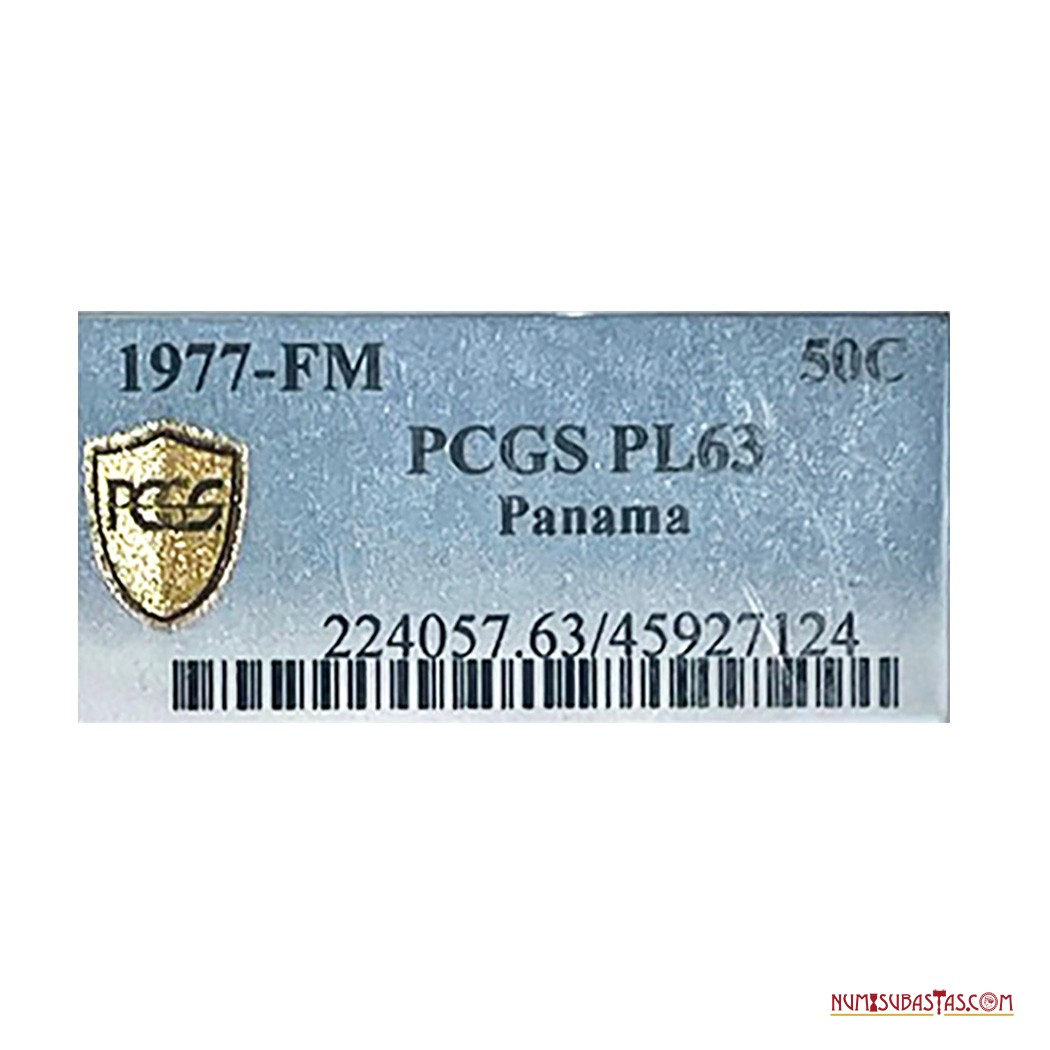 1977-FM 50C
PCGS PL63
PCGS
Panama
224057.63/45927124
NUMISUBASTAS.COM